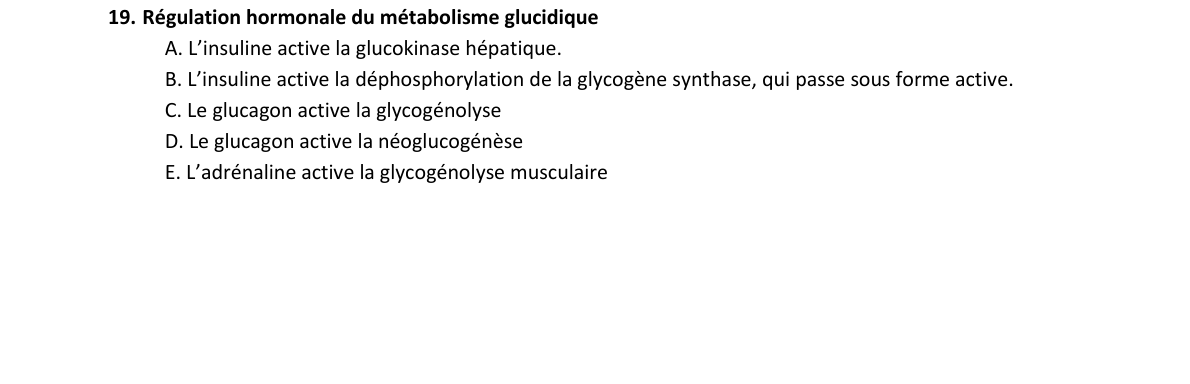 19. Régulation hormonale du métabolisme glucidique
A. L’insuline active la glucokinase hépatique.
B. L’insuline active la déphosphorylation de la glycogène synthase, qui passe sous forme active.
C. Le glucagon active la glycogénolyse
D. Le glucagon active la néoglucogénèse
E. L’adrénaline active la glycogénolyse musculaire